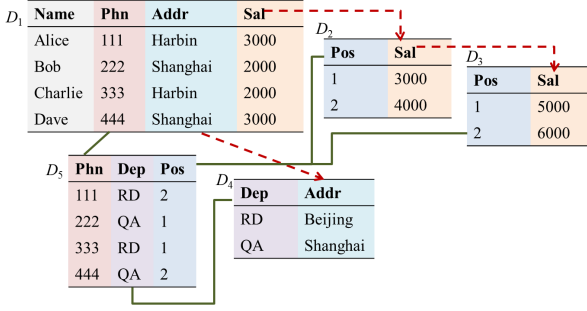 D1
Name Phn Addr Sal
Alice 111 Harbin 3000
Bob 222 Shanghai 2000
Charlie 333 Harbin 2000
Dave 444 Shanghai 3000
D2
Pos Sal
1 3000
2 4000
D3
Pos Sal
1 5000
2 6000
D5
Phn Dep Pos
111 RD 2
222 QA 1
333 RD 1
444 QA 2
D4
Dep Addr
RD Beijing
QA Shanghai